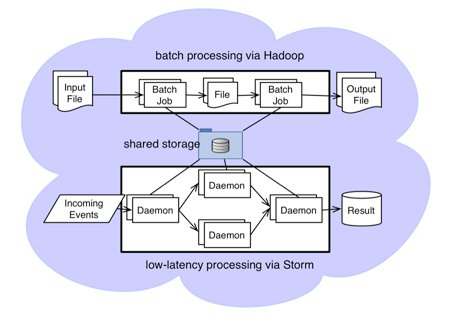 batch processing via Hadoop
Input
File
Batch
Job
File
Batch
Job
Output
File
shared storage
Incoming
Events
Daemon
Daemon
Daemon
Daemon
Result
low-latency processing via Storm